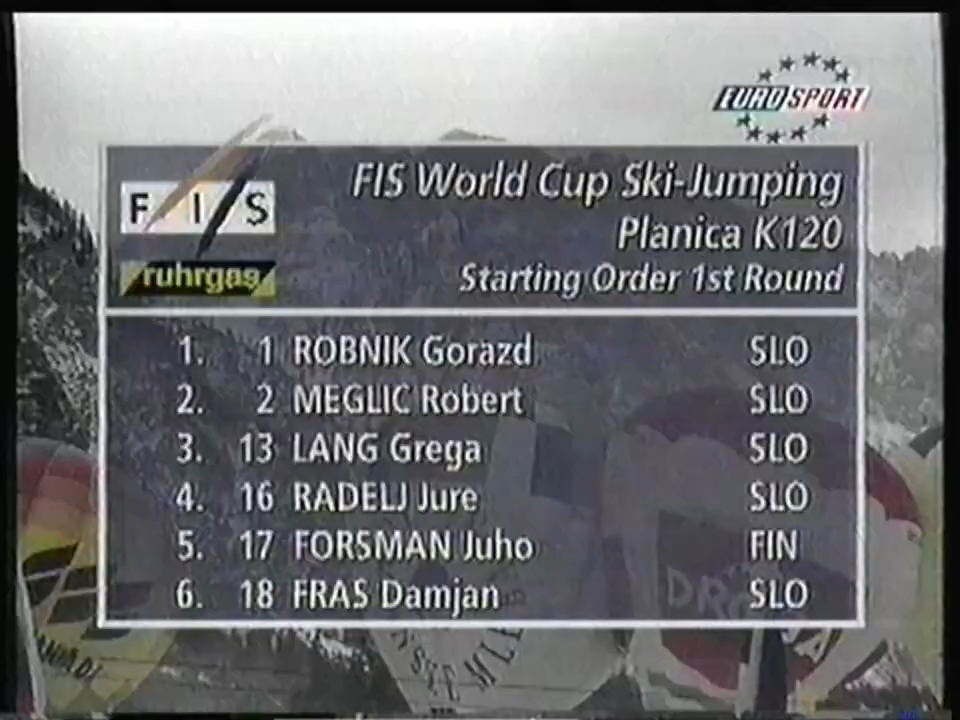 EUROSPORT
FIS World Cup Ski-Jumping
FIS
Planica K120
ruhrgas
Starting Order 1st Round
1. 1 ROBNIK Gorazd SLO
2. 2 MEGLIC Robert SLO
3. 13 LANG Grega SLO
4. 16 RADELJ Jure SLO
5. 17 FORSMAN Juho FIN
6. 18 FRAS Damjan SLO